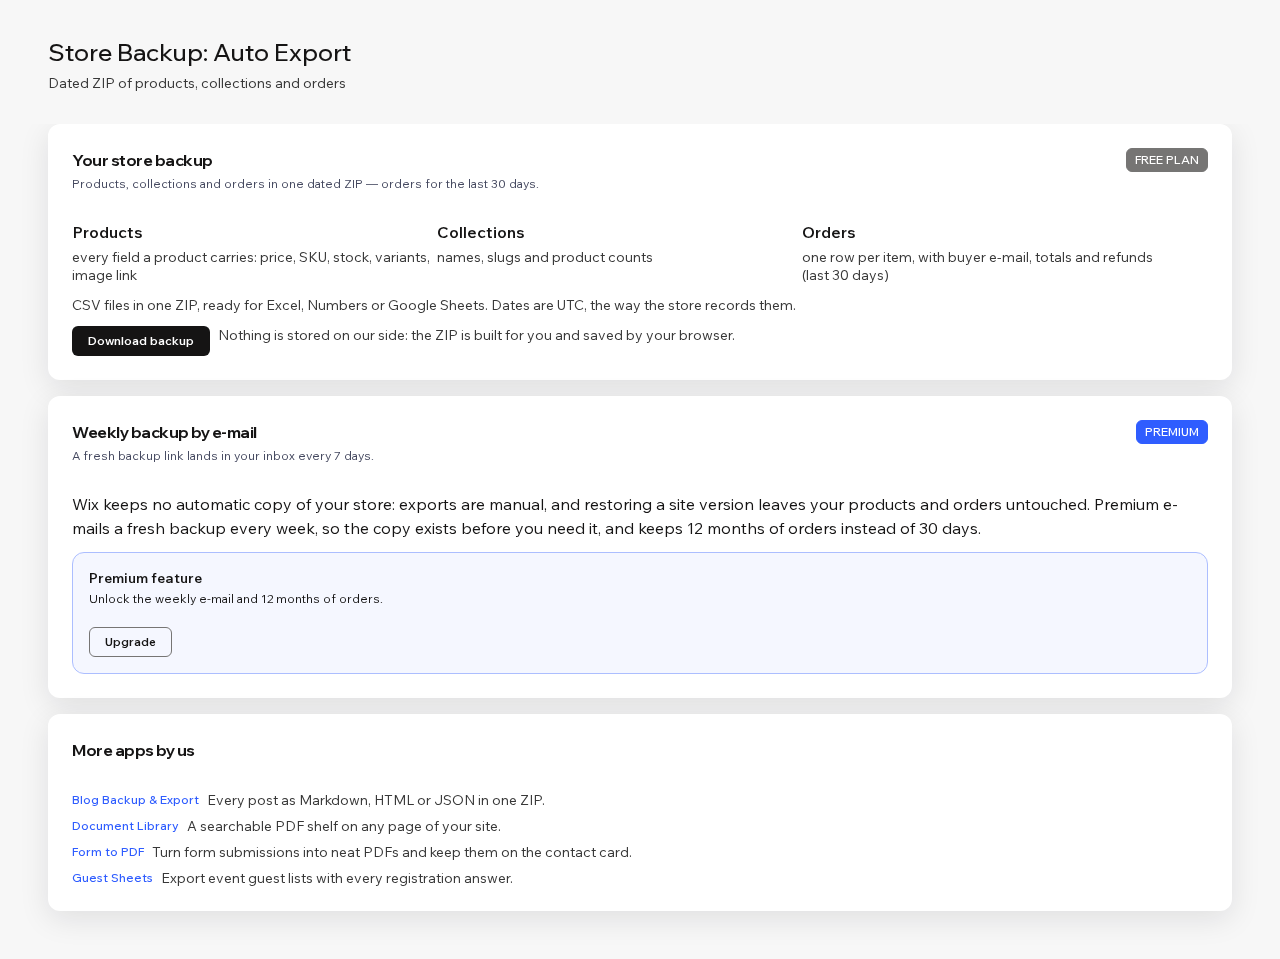 Store Backup: Auto Export
Dated ZIP of products, collections and orders
Your store backup
FREE PLAN
Products, collections and orders in one dated ZIP — orders for the last 30 days.
Products
every field a product carries: price, SKU, stock, variants,
image link
Collections
names, slugs and product counts
Orders
one row per item, with buyer e-mail, totals and refunds
(last 30 days)
CSV files in one ZIP, ready for Excel, Numbers or Google Sheets. Dates are UTC, the way the store records them.
Download backup
Nothing is stored on our side: the ZIP is built for you and saved by your browser.
Weekly backup by e-mail
PREMIUM
A fresh backup link lands in your inbox every 7 days.
Wix keeps no automatic copy of your store: exports are manual, and restoring a site version leaves your products and orders untouched. Premium e-
mails a fresh backup every week, so the copy exists before you need it, and keeps 12 months of orders instead of 30 days.
Premium feature
Unlock the weekly e-mail and 12 months of orders.
Upgrade
More apps by us
Blog Backup & Export Every post as Markdown, HTML or JSON in one ZIP.
Document Library A searchable PDF shelf on any page of your site.
Form to PDF Turn form submissions into neat PDFs and keep them on the contact card.
Guest Sheets Export event guest lists with every registration answer.